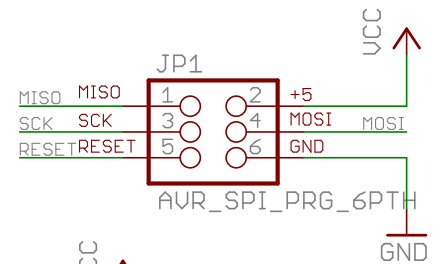 VCC
JP1
MISO MISO 1 2 +5
SCK SCK 3 4 MOSI MOSI
RESET RESET 5 6 GND
AVR_SPI_PRG_6PTH
GND
CC